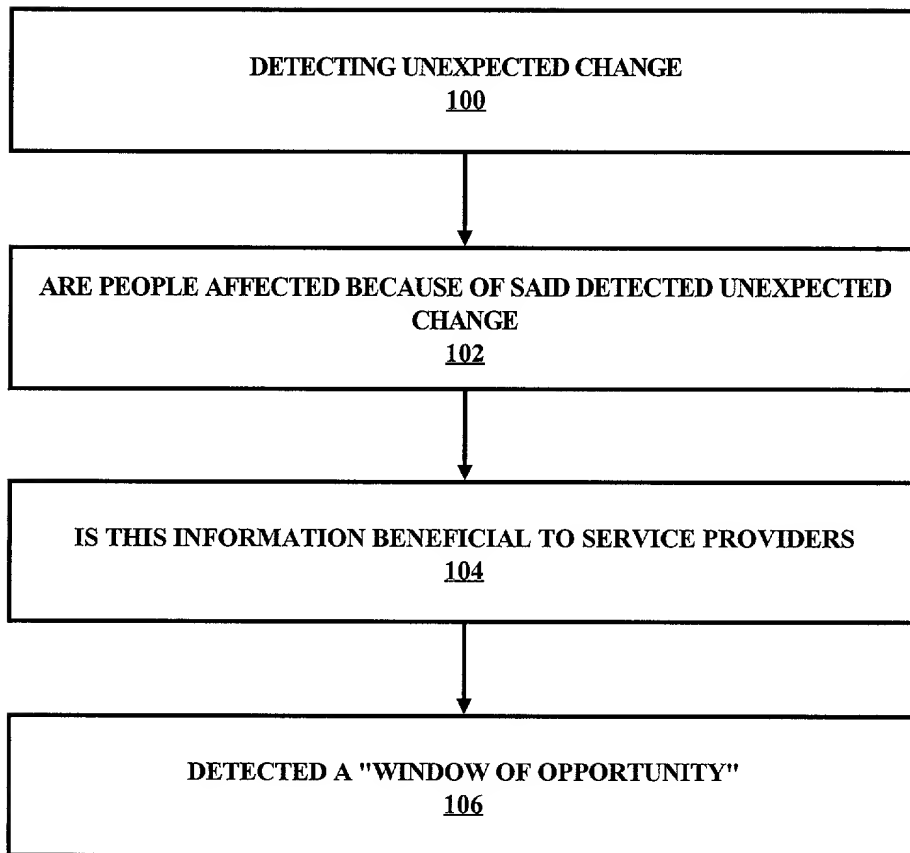 DETECTING UNEXPECTED CHANGE
100
ARE PEOPLE AFFECTED BECAUSE OF SAID DETECTED UNEXPECTED
CHANGE
102
IS THIS INFORMATION BENEFICIAL TO SERVICE PROVIDERS
104
DETECTED A "WINDOW OF OPPORTUNITY"
106